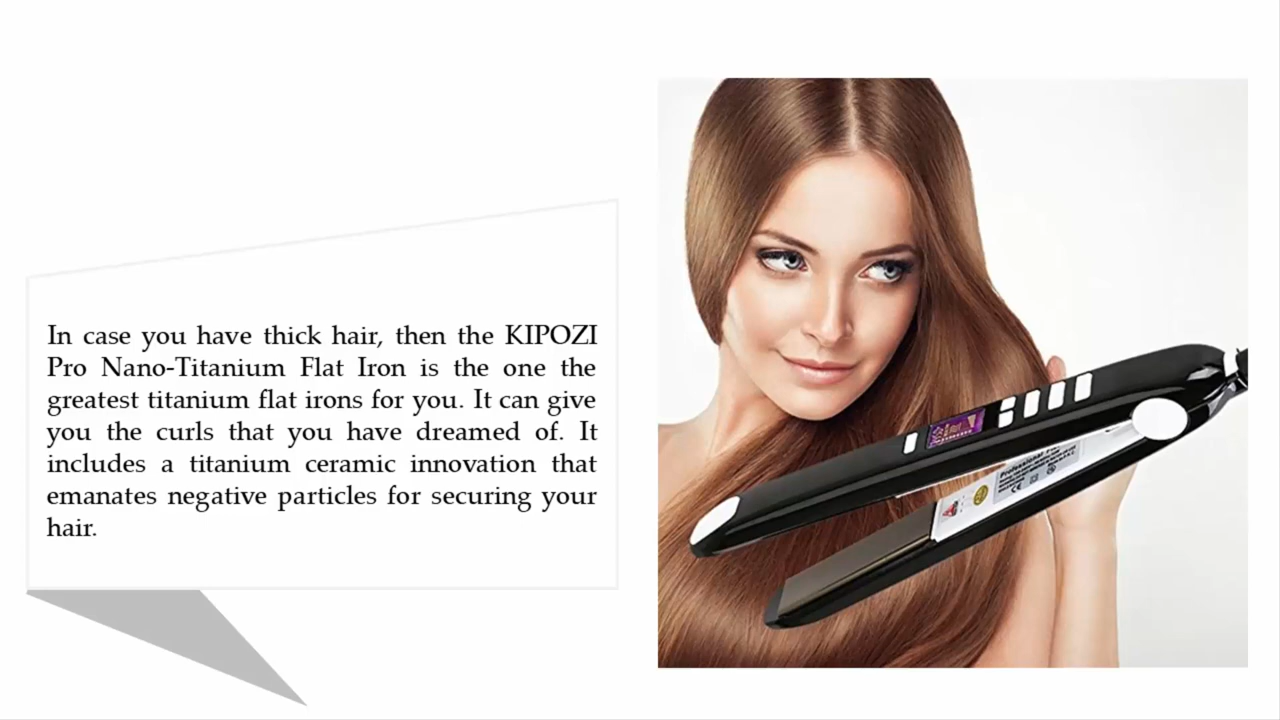 In case you have thick hair, then the KIPOZI
Pro Nano-Titanium Flat Iron is the one the
greatest titanium flat irons for you. It can give
you the curls that you have dreamed of. It
includes a titanium ceramic innovation that
emanates negative particles for securing your
hair.
Professional